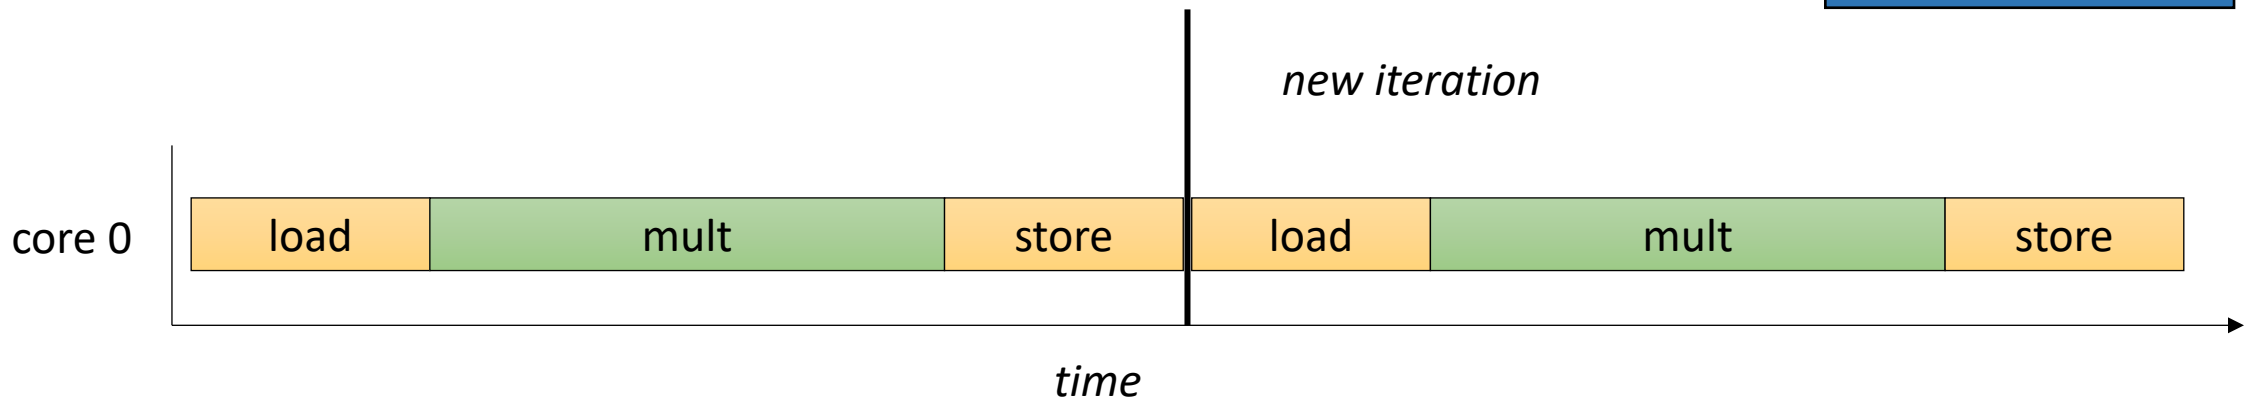 new iteration
core 0 load mult store load mult store
time